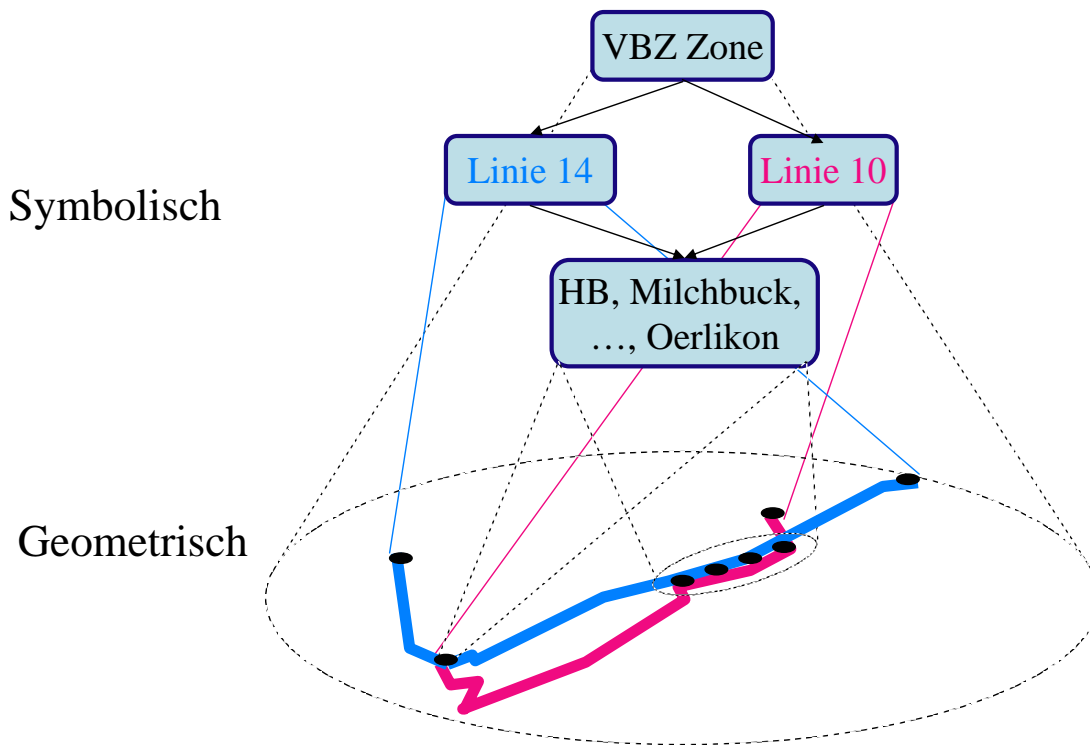 VBZ Zone
Linie 14
Linie 10
Symbolisch
HB, Milchbuck,
…, Oerlikon
Geometrisch